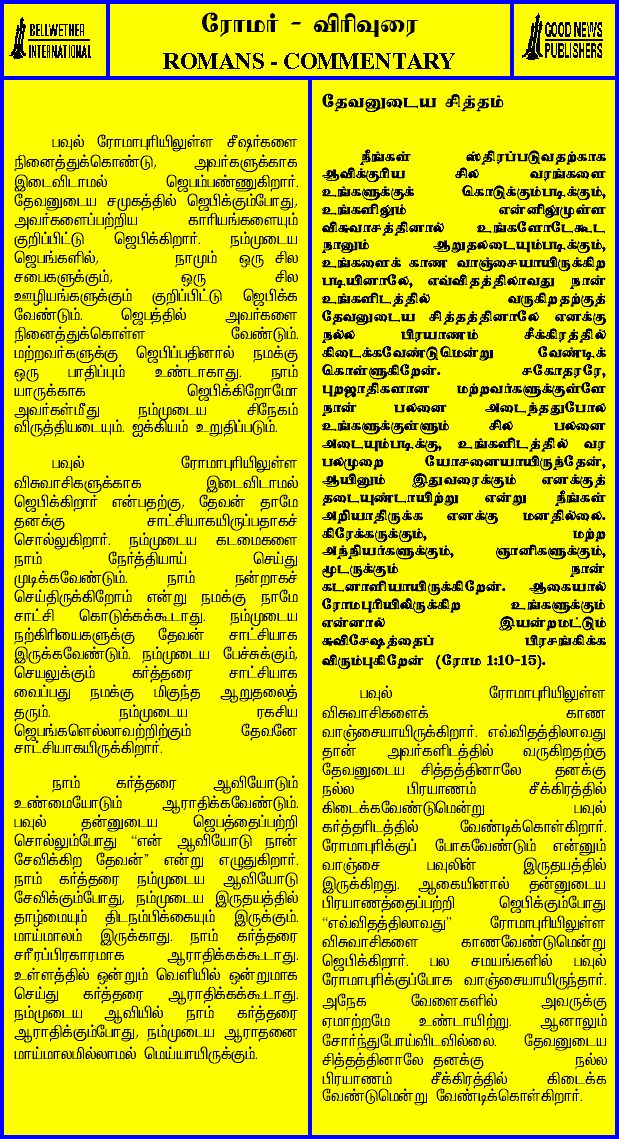 BELLWETHER
INTERNATIONAL
ரோமர் - விரிவுரை
ROMANS - COMMENTARY
GOOD NEWS
PUBLISHERS
பவுல் ரோமாபுரியிலுள்ள சீஷர்களை
நினைத்துக்கொண்டு, அவர்களுக்காக
இடைவிடாமல் ஜெபம்பண்ணுகிறார்.
தேவனுடைய சமுகத்தில் ஜெபிக்கும்போது,
அவர்களைப்பற்றிய காரியங்களையும்
குறிப்பிட்டு ஜெபிக்கிறார். நம்முடைய
ஜெபங்களில், நாமும் ஒரு சில
சபைகளுக்கும், ஒரு சில
ஊழியங்களுக்கும் குறிப்பிட்டு ஜெபிக்க
வேண்டும். ஜெபத்தில் அவர்களை
நினைத்துக்கொள்ள வேண்டும்.
மற்றவர்களுக்கு ஜெபிப்பதினால் நமக்கு
ஒரு பாதிப்பும் உண்டாகாது. நாம்
யாருக்காக ஜெபிக்கிறோமோ
அவர்கள்மீது நம்முடைய சிநேகம்
விருத்தியடையும். ஐக்கியம் உறுதிப்படும்.
பவுல் ரோமாபுரியிலுள்ள
விசுவாசிகளுக்காக இடைவிடாமல்
ஜெபிக்கிறார் என்பதற்கு, தேவன் தாமே
தனக்கு சாட்சியாகயிருப்பதாகச்
சொல்லுகிறார். நம்முடைய கடமைகளை
நாம் நேர்த்தியாய் செய்து
முடிக்கவேண்டும். நாம் நன்றாகச்
செய்திருக்கிறோம் என்று நமக்கு நாமே
சாட்சி கொடுக்கக்கூடாது. நம்முடைய
நற்கிரியைகளுக்கு தேவன் சாட்சியாக
இருக்கவேண்டும். நம்முடைய பேச்சுக்கும்,
செயலுக்கும் கர்த்தரை சாட்சியாக
வைப்பது நமக்கு மிகுந்த ஆறுதலைத்
தரும். நம்முடைய ரகசிய
ஜெபங்களெல்லாவற்றிற்கும் தேவனே
சாட்சியாகயிருக்கிறார்.
நாம் கர்த்தரை ஆவியோடும்
உண்மையோடும் ஆராதிக்கவேண்டும்.
பவுல் தன்னுடைய ஜெபத்தைப்பற்றி
சொல்லும்போது “என் ஆவியோடு நான்
சேவிக்கிற தேவன்” என்று எழுதுகிறார்.
நாம் கர்த்தரை நம்முடைய ஆவியோடு
சேவிக்கும்போது, நம்முடைய இருதயத்தில்
தாழ்மையும் திடநம்பிக்கையும் இருக்கும்.
மாய்மாலம் இருக்காது. நாம் கர்த்தரை
சரீரப்பிரகாரமாக ஆராதிக்கக்கூடாது.
உள்ளத்தில் ஒன்றும் வெளியில் ஒன்றுமாக
செய்து கர்த்தரை ஆராதிக்கக்கூடாது.
நம்முடைய ஆவியில் நாம் கர்த்தரை
ஆராதிக்கும்போது, நம்முடைய ஆராதனை
மாய்மாலமில்லாமல் மெய்யாயிருக்கும்.
தேவனுடைய சித்தம்
நீங்கள் ஸ்திரப்படுவதற்காக
ஆவிக்குரிய சில வரங்களை
உங்களுக்குக் கொடுக்கும்படிக்கும்,
உங்களிலும் என்னிலுமுள்ள
விசுவாசத்தினால் உங்களோடேகூட
நானும் ஆறுதலடையும்படிக்கும்,
உங்களைக் காண வாஞ்சையாயிருக்கிற
படியினாலே, எவ்விதத்திலாவது நான்
உங்களிடத்தில் வருகிறதற்குத்
தேவனுடைய சித்தத்தினாலே எனக்கு
நல்ல பிரயாணம் சீக்கிரத்தில்
கிடைக்கவேண்டுமென்று வேண்டிக்
கொள்ளுகிறேன். சகோதரரே,
புறஜாதிகளான மற்றவர்களுக்குள்ளே
நான் பலனை அடைந்ததுபோல
உங்களுக்குள்ளும் சில பலனை
அடையும்படிக்கு, உங்களிடத்தில் வர
பலமுறை யோசனையாயிருந்தேன்,
ஆயினும் இதுவரைக்கும் எனக்குத்
தடையுண்டாயிற்று என்று நீங்கள்
அறியாதிருக்க எனக்கு மனதில்லை.
கிரேக்கருக்கும், மற்ற
அந்நியர்களுக்கும், ஞானிகளுக்கும்,
மூடருக்கும் நான்
கடனாளியாயிருக்கிறேன். ஆகையால்
ரோமாபுரியிலிருக்கிற உங்களுக்கும்
என்னால் இயன்றமட்டும்
சுவிசேஷத்தைப் பிரசங்கிக்க
விரும்புகிறேன் (ரோம 1:10-15).
பவுல் ரோமாபுரியிலுள்ள
விசுவாசிகளைக் காண
வாஞ்சையாயிருக்கிறார். எவ்விதத்திலாவது
தான் அவர்களிடத்தில் வருகிறதற்கு
தேவனுடைய சித்தத்தினாலே தனக்கு
நல்ல பிரயாணம் சீக்கிரத்தில்
கிடைக்கவேண்டுமென்று பவுல்
கர்த்தரிடத்தில் வேண்டிக்கொள்கிறார்.
ரோமாபுரிக்குப் போகவேண்டும் என்னும்
வாஞ்சை பவுலின் இருதயத்தில்
இருக்கிறது. ஆகையினால் தன்னுடைய
பிரயாணத்தைப்பற்றி ஜெபிக்கும்போது
“எவ்விதத்திலாவது” ரோமாபுரியிலுள்ள
விசுவாசிகளை காணவேண்டுமென்று
ஜெபிக்கிறார். பல சமயங்களில் பவுல்
ரோமாபுரிக்குப்போக வாஞ்சையாயிருந்தார்.
அநேக வேளைகளில் அவருக்கு
ஏமாற்றமே உண்டாயிற்று. ஆனாலும்
சோர்ந்துபோய்விடவில்லை. தேவனுடைய
சித்தத்தினாலே தனக்கு நல்ல
பிரயாணம் சீக்கிரத்தில் கிடைக்க
வேண்டுமென்று வேண்டிக்கொள்கிறார்.